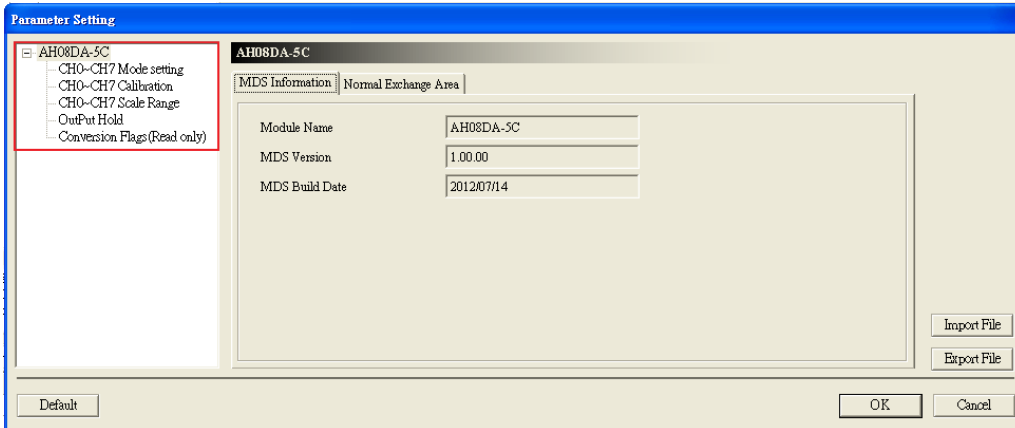 Parameter Setting
AH08DA-5C
CH0~CH7 Mode setting
CH0~CH7 Calibration
CH0~CH7 Scale Range
OutPut Hold
Conversion Flags(Read only)
AH08DA-5C
MDS Information Normal Exchange Area
Module Name AH08DA-5C
MDS Version 1.00.00
MDS Build Date 2012/07/14
Import File
Export File
Default OK Cancel